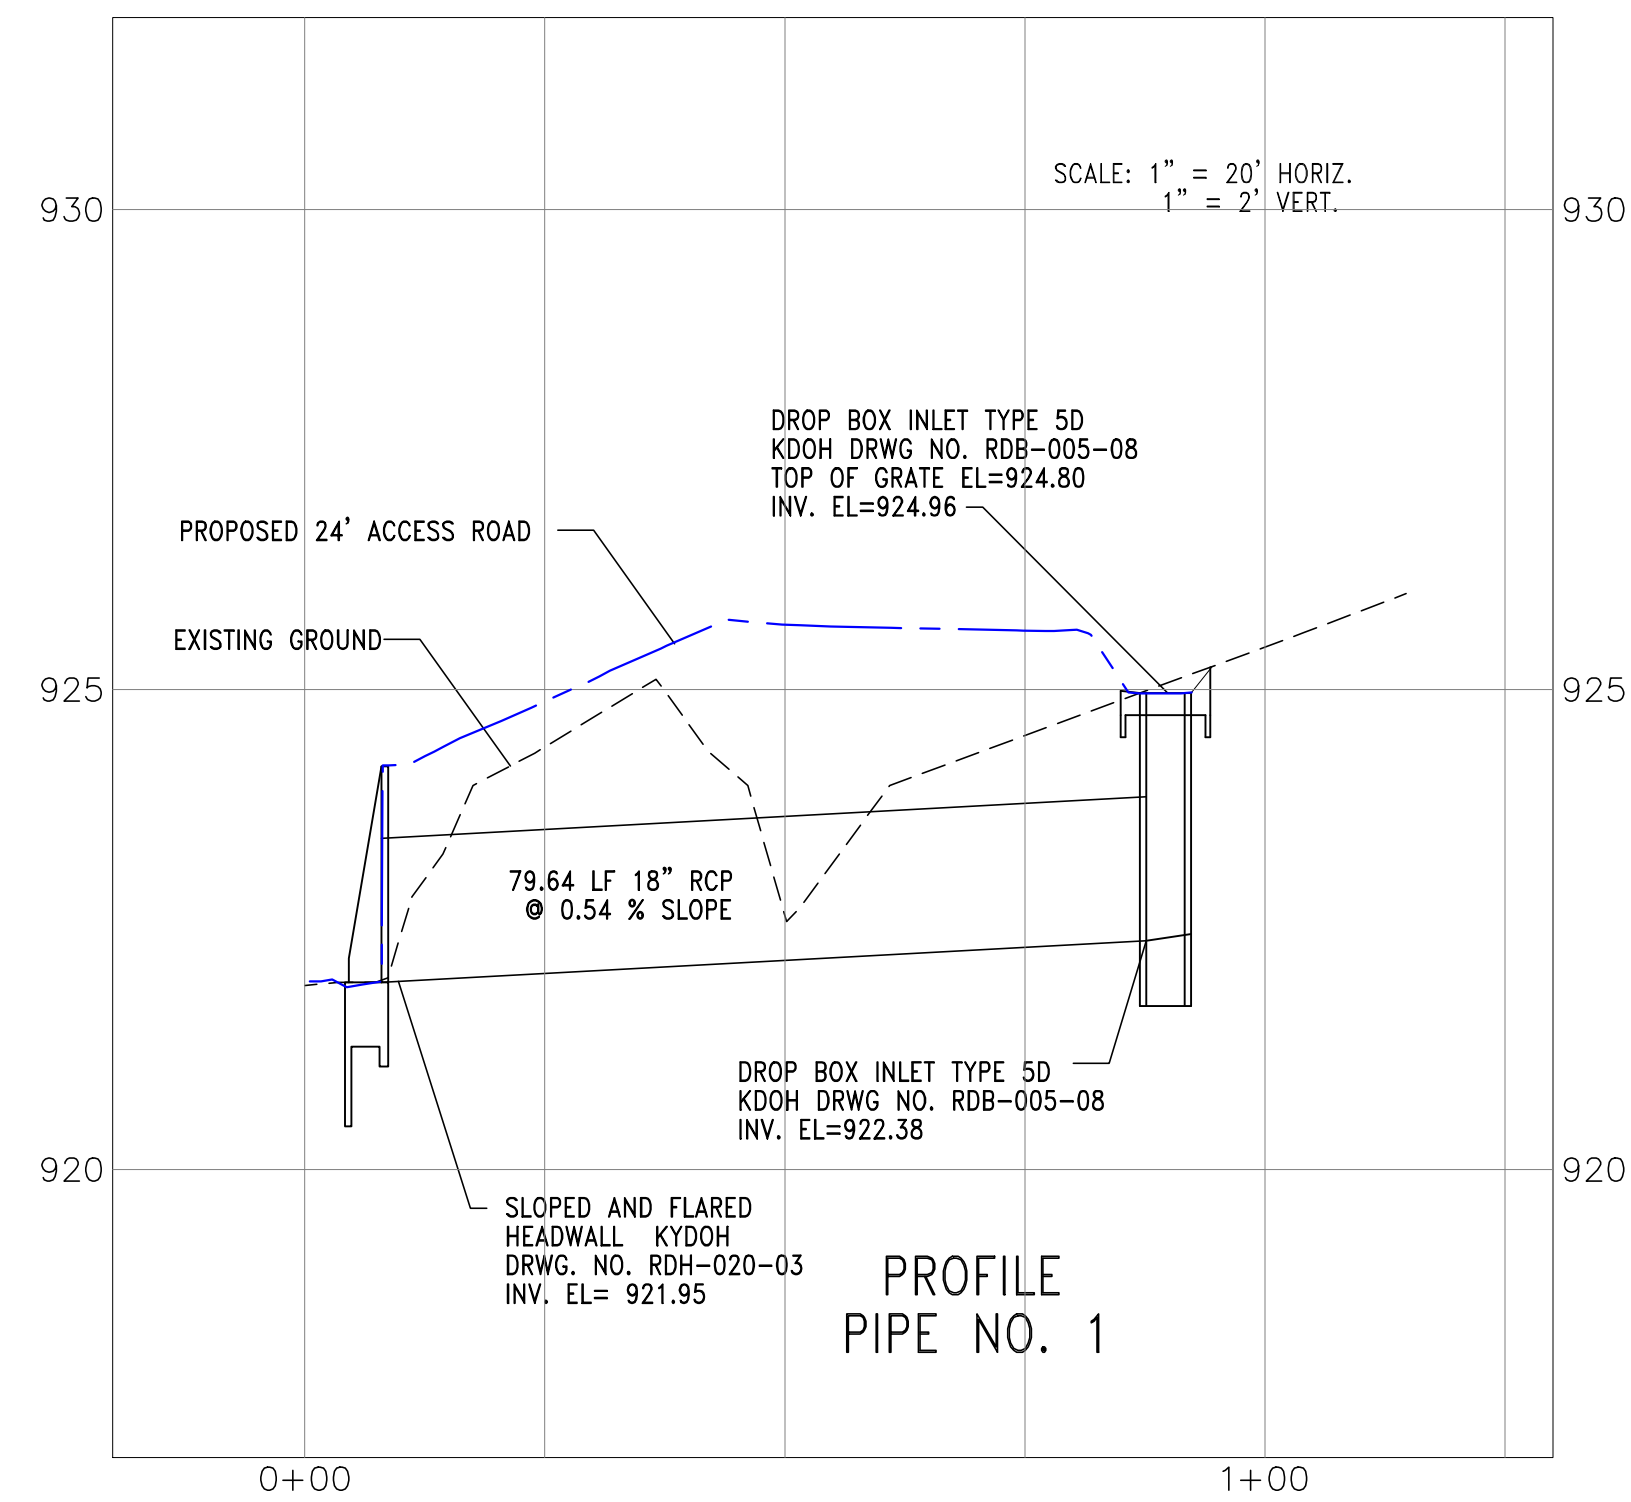 SCALE: 1" = 20' HORIZ.
1" = 2' VERT.
930
930
DROP BOX INLET TYPE 5D
KDOH DRWG NO. RDB-005-08
TOP OF GRATE EL=924.80
INV. EL=924.96
PROPOSED 24' ACCESS ROAD
EXISTING GROUND
925
925
79.64 LF 18" RCP
@ 0.54 % SLOPE
DROP BOX INLET TYPE 5D
KDOH DRWG NO. RDB-005-08
INV. EL=922.38
920
920
SLOPED AND FLARED
HEADWALL KYDOH
DRWG. NO. RDH-020-03
INV. EL= 921.95
PROFILE
PIPE NO. 1
0+00
1+00